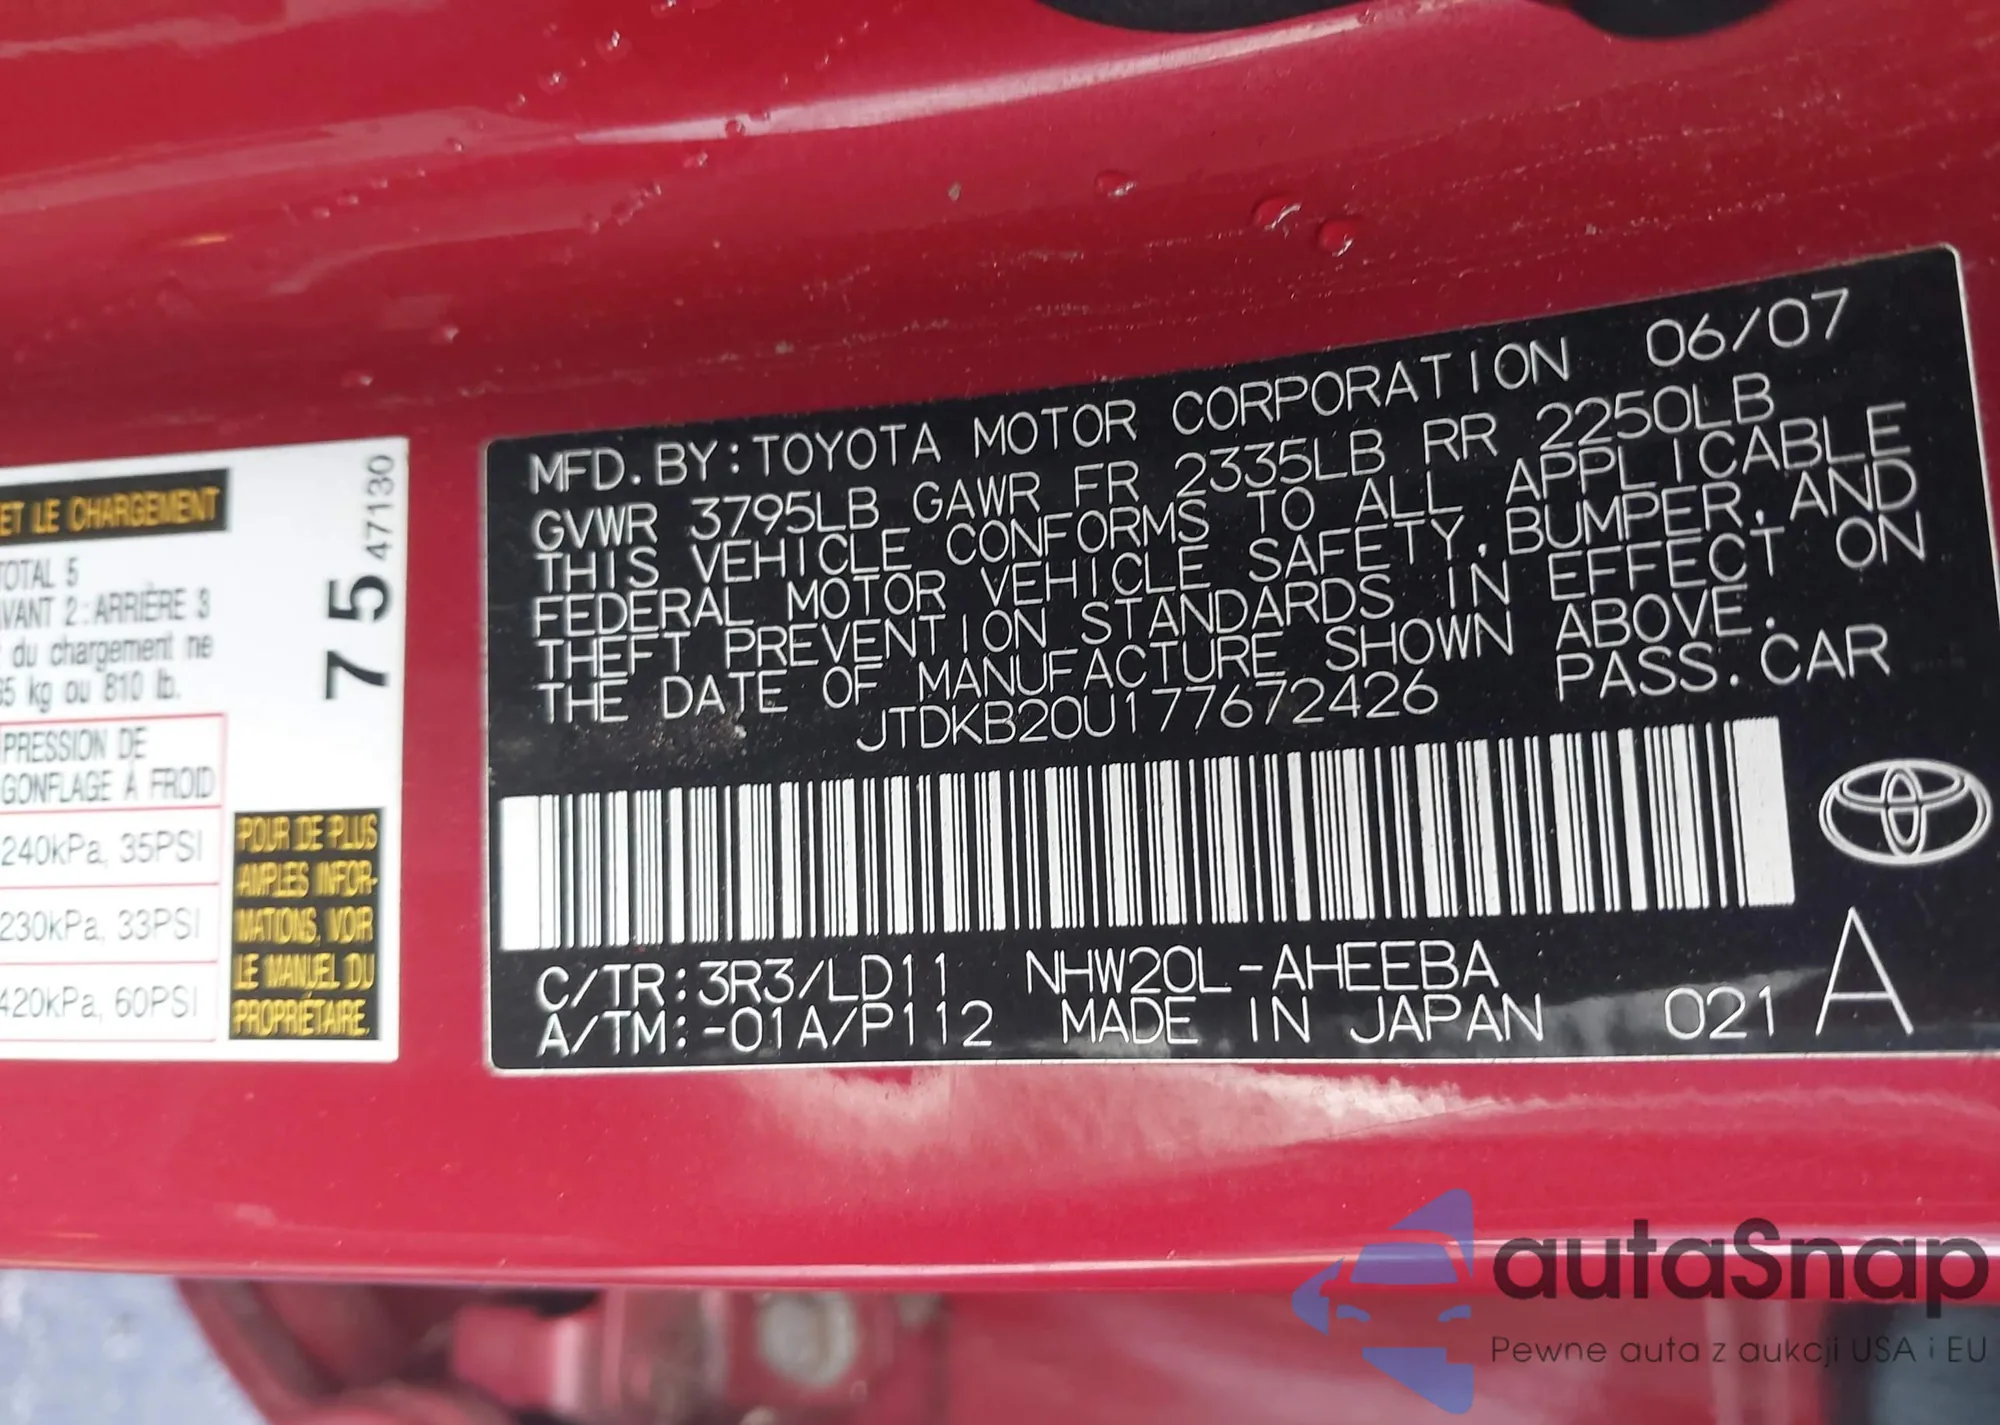 ET LE CHARGEMENT
TOTAL 5
AVANT 2 : ARRIÈRE 3
du chargement ne
kg ou 810 lb.
PRESSION DE
GONFLAGE À FROID
240kPa, 35PSI
230kPa, 33PSI
420kPa, 60PSI
POUR DE PLUS
AMPLES INFOR-
MATIONS, VOIR
LE MANUEL DU
PROPRIÉTAIRE.
75 47130
MFD. BY: TOYOTA MOTOR CORPORATION 06/07
GVWR 3795LB GAWR FR 2335LB RR 2250LB
THIS VEHICLE CONFORMS TO ALL APPLICABLE
FEDERAL MOTOR VEHICLE SAFETY, BUMPER, AND
THEFT PREVENTION STANDARDS IN EFFECT ON
THE DATE OF MANUFACTURE SHOWN ABOVE.
JTDKB20U177672426 PASS. CAR
C/TR: 3R3/LD11 NHW20L-AHEEBA
A/TM: -01A/P112 MADE IN JAPAN 021 A
autaSnap
Pewne auta z aukcji USA i EU